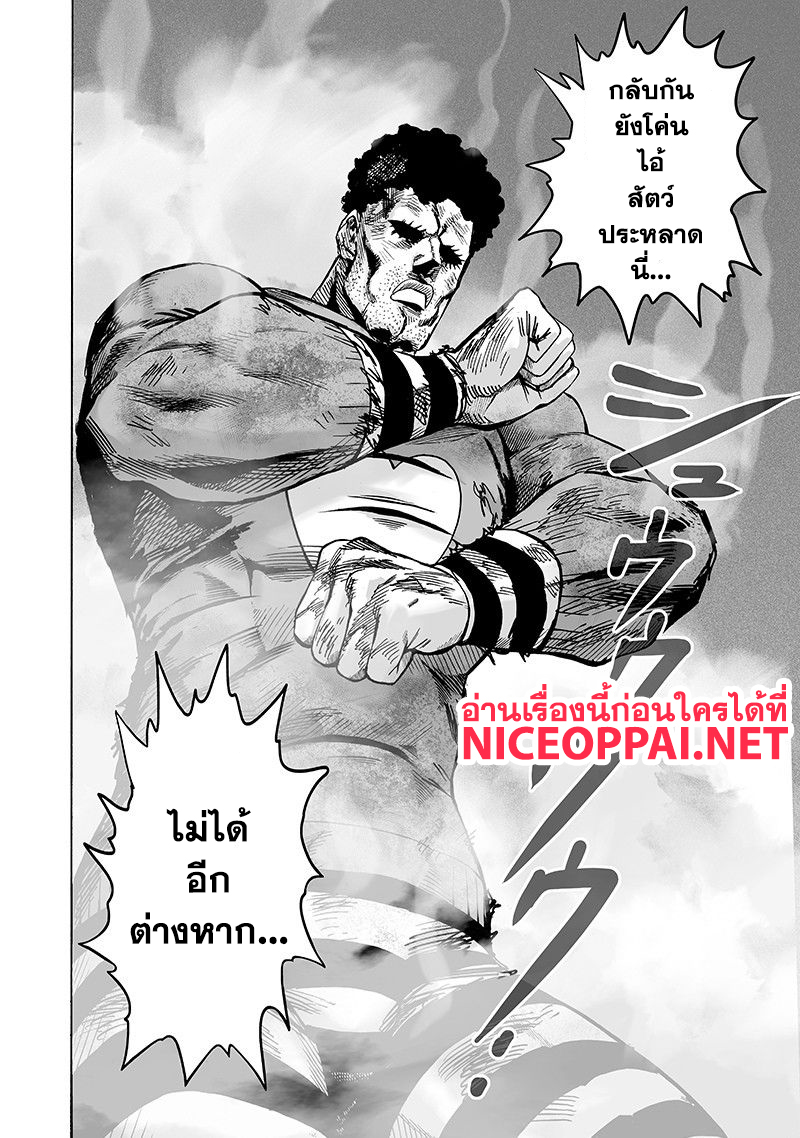 กลับกัน
ยังโค่น
ไอ้
สัตว์
ประหลาด
นี่...
シュウウウウ...
อ่านเรื่องนี้ก่อนใครได้ที่
NICEOPPAI.NET
ไม่ได้
อีก
ต่างหาก...